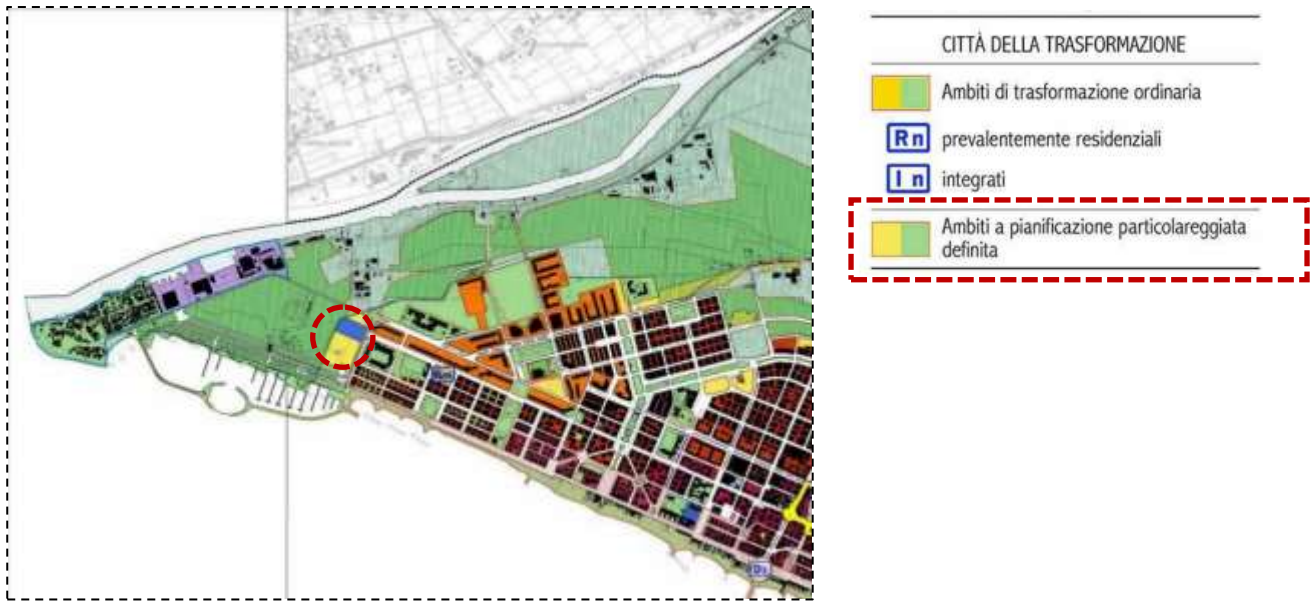 CITTÀ DELLA TRASFORMAZIONE
Ambiti di trasformazione ordinaria
Rn prevalentemente residenziali
In integrati
Ambiti a pianificazione particolareggiata
definita